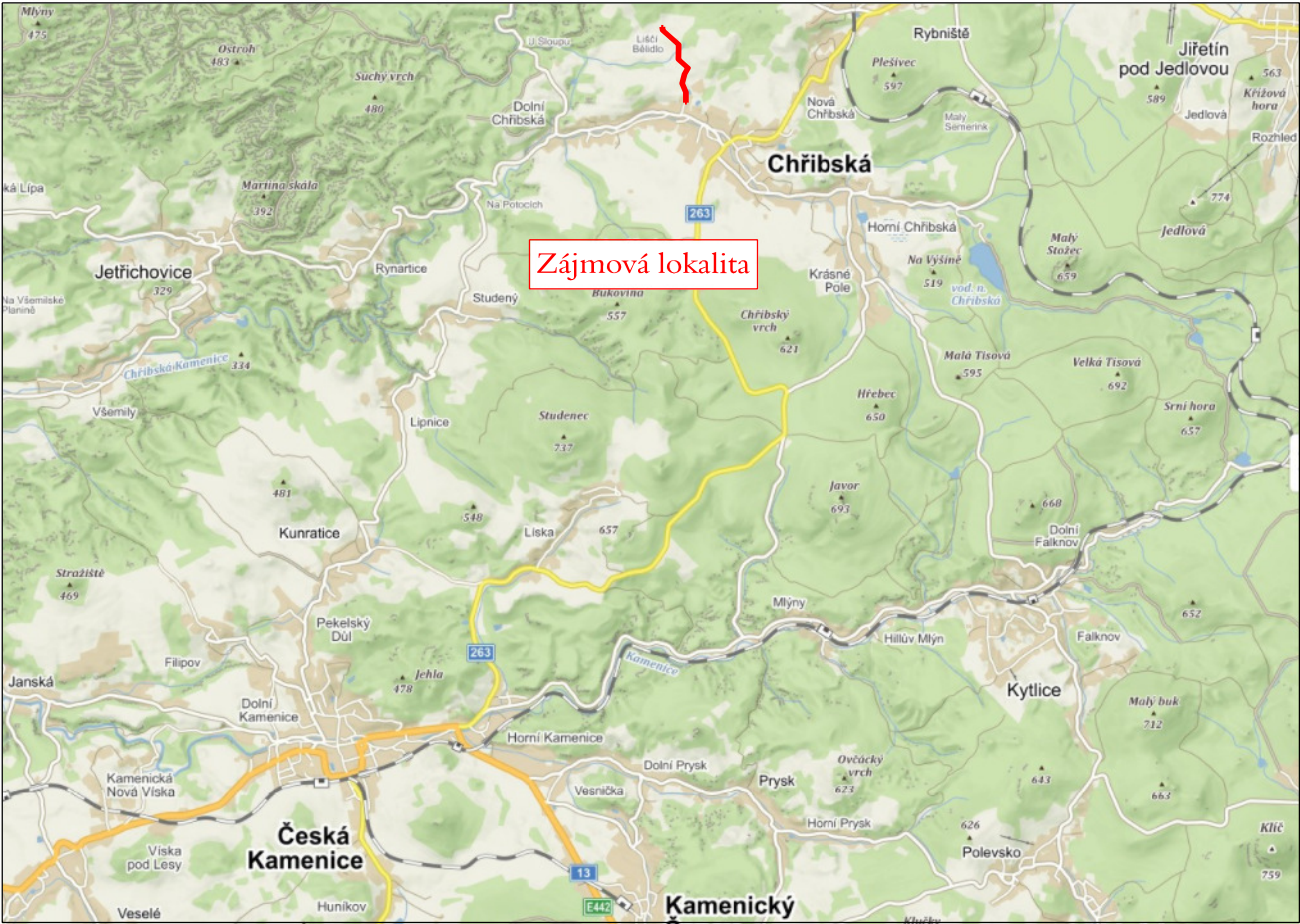 Mlýny
475
Ostroh
483
Suchý vrch
480
U Sloupu
Liščí
Bělidlo
Rybniště
Plešivec
597
Jiřetín
pod Jedlovou
563
Křížová
hora
589
Jedlová
Rozhled
Dolní
Chřibská
Nová
Chřibská
Malý
Semerink
Chřibská
ká Lípa
Martina skála
392
Na Potocích
263
774
Jedlová
Horní Chřibská
Malý
Stožec
659
Zájmová lokalita
Na Výšině
519
vod. n.
Chřibská
Jetřichovice
329
Rynartice
Studený
Bukovina
557
Krásné
Pole
Na Všemilské
Planině
Chřibský
vrch
621
Chřibská Kamenice
334
Malá Tisová
595
Velká Tisová
692
Všemily
Lipnice
Studenec
737
Hřebec
650
Srní hora
657
481
548
Líska
657
Javor
693
668
Dolní
Falknov
Kunratice
Stražiště
469
Mlýny
652
Pekelský
Důl
Hillův Mlýn
Falknov
263
Kamenice
Filipov
Janská
Jehla
478
Kytlice
Dolní
Kamenice
Malý buk
712
Horní Kamenice
Dolní Prysk
Ovčácký
vrch
623
Kamenická
Nová Víska
Vesnička
Prysk
643
663
Horní Prysk
626
Klíč
759
Česká
Kamenice
Víska
pod Lesy
Polevsko
13
Veselé
Huníkov
E442
Kamenický
Klučky